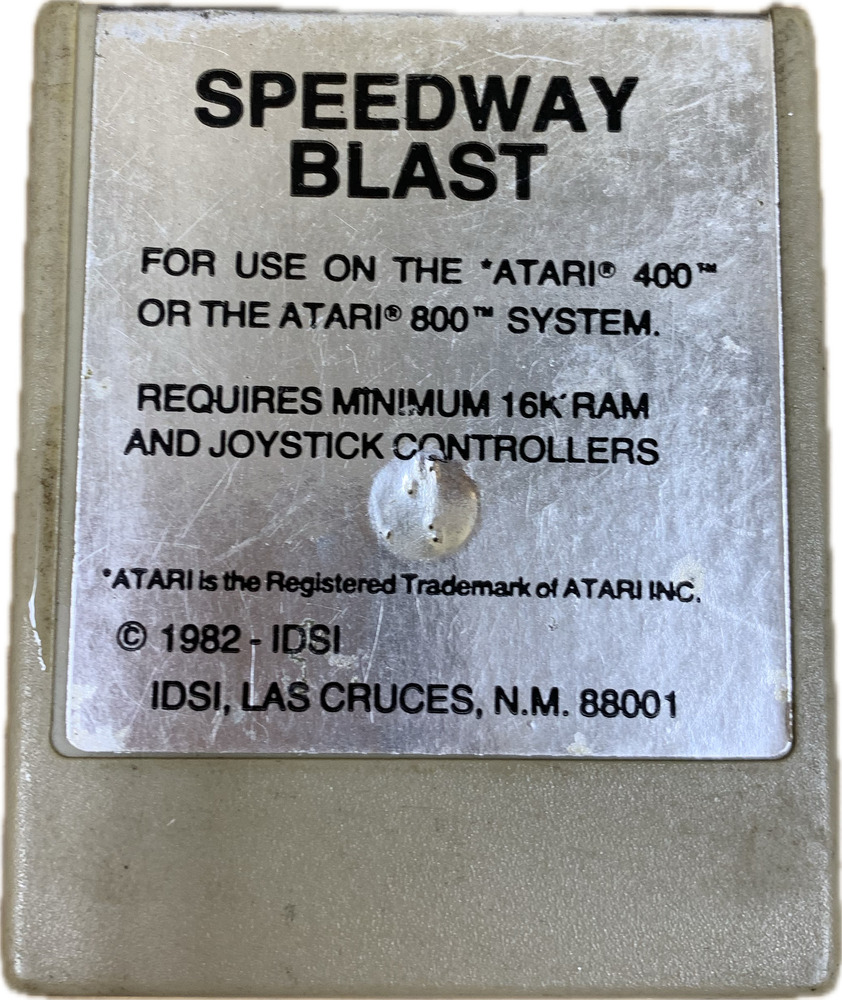 SPEEDWAY
BLAST
FOR USE ON THE *ATARI® 400™
OR THE ATARI® 800™ SYSTEM.
REQUIRES MINIMUM 16K RAM
AND JOYSTICK CONTROLLERS
*ATARI is the Registered Trademark of ATARI INC.
© 1982 - IDSI
IDSI, LAS CRUCES, N.M. 88001